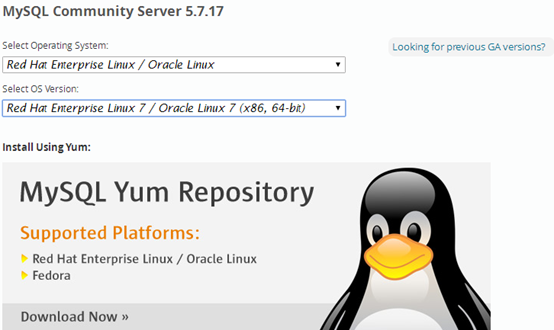 MySQL Community Server 5.7.17
Select Operating System:
Looking for previous GA versions?
Red Hat Enterprise Linux / Oracle Linux
Select OS Version:
Red Hat Enterprise Linux 7 / Oracle Linux 7 (x86, 64-bit)
Install Using Yum:
MySQL Yum Repository
Supported Platforms:
Red Hat Enterprise Linux / Oracle Linux
Fedora
Download Now »